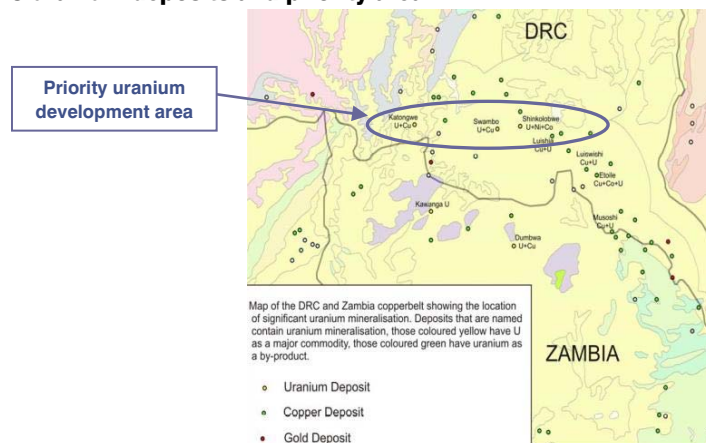 DRC
Priority uranium
development area
Katongwe
U+Cu
Swambo
U+Cu
Shinkolobwe
U+Ni+Co
Luishia
Cu+U
Luiswishi
Cu+U
Etoile
Cu+Co+U
Kawanga U
Musoshi
Cu+U
Dumbwa
U+Cu
Map of the DRC and Zambia copperbelt showing the location
of significant uranium mineralisation. Deposits that are named
contain uranium mineralisation, those coloured yellow have U
as a major commodity, those coloured green have uranium as
a by-product.
ZAMBIA
Uranium Deposit
Copper Deposit
Gold Deposit